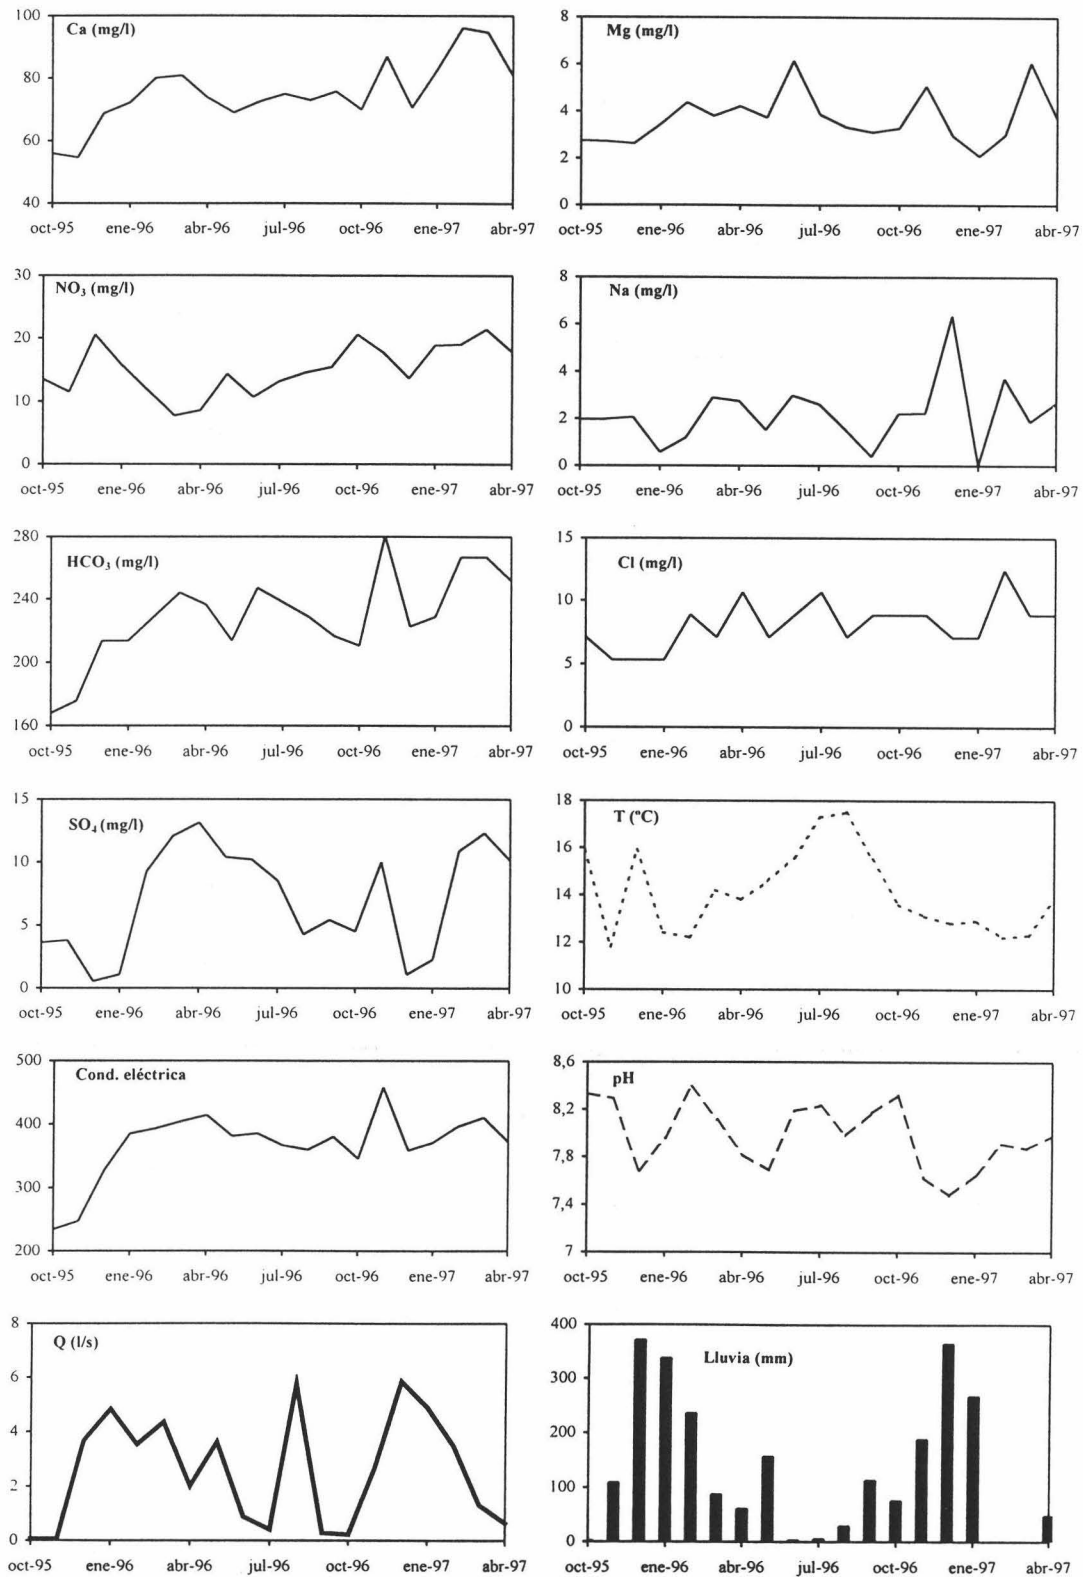 Ca (mg/l)
100
80
60
40
oct-95 ene-96 abr-96 jul-96 oct-96 ene-97 abr-97
Mg (mg/l)
8
6
4
2
0
oct-95 ene-96 abr-96 jul-96 oct-96 ene-97 abr-97
NO₃ (mg/l)
30
20
10
0
oct-95 ene-96 abr-96 jul-96 oct-96 ene-97 abr-97
Na (mg/l)
8
6
4
2
0
oct-95 ene-96 abr-96 jul-96 oct-96 ene-97 abr-97
HCO₃ (mg/l)
280
240
200
160
oct-95 ene-96 abr-96 jul-96 oct-96 ene-97 abr-97
Cl (mg/l)
15
10
5
0
oct-95 ene-96 abr-96 jul-96 oct-96 ene-97 abr-97
SO₄ (mg/l)
15
10
5
0
oct-95 ene-96 abr-96 jul-96 oct-96 ene-97 abr-97
T (ºC)
18
16
14
12
10
oct-95 ene-96 abr-96 jul-96 oct-96 ene-97 abr-97
Cond. eléctrica
500
400
300
200
oct-95 ene-96 abr-96 jul-96 oct-96 ene-97 abr-97
pH
8,6
8,2
7,8
7,4
7
oct-95 ene-96 abr-96 jul-96 oct-96 ene-97 abr-97
Q (l/s)
8
6
4
2
0
oct-95 ene-96 abr-96 jul-96 oct-96 ene-97 abr-97
Lluvia (mm)
400
300
200
100
0
oct-95 ene-96 abr-96 jul-96 oct-96 ene-97 abr-97